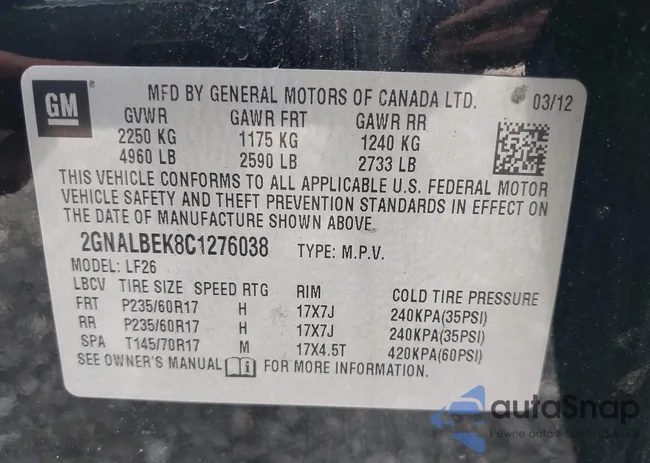 GM
MFD BY GENERAL MOTORS OF CANADA LTD. 03/12
GVWR GAWR FRT GAWR RR
2250 KG 1175 KG 1240 KG
4960 LB 2590 LB 2733 LB
THIS VEHICLE CONFORMS TO ALL APPLICABLE U.S. FEDERAL MOTOR
VEHICLE SAFETY AND THEFT PREVENTION STANDARDS IN EFFECT ON
THE DATE OF MANUFACTURE SHOWN ABOVE.
2GNALBEK8C1276038 TYPE: M.P.V.
MODEL: LF26
LBCV TIRE SIZE SPEED RTG RIM COLD TIRE PRESSURE
FRT P235/60R17 H 17X7J 240KPA(35PSI)
RR P235/60R17 H 17X7J 240KPA(35PSI)
SPA T145/70R17 M 17X4.5T 420KPA(60PSI)
SEE OWNER'S MANUAL FOR MORE INFORMATION.
autoSnap
Pewne auto z każdej aukcji